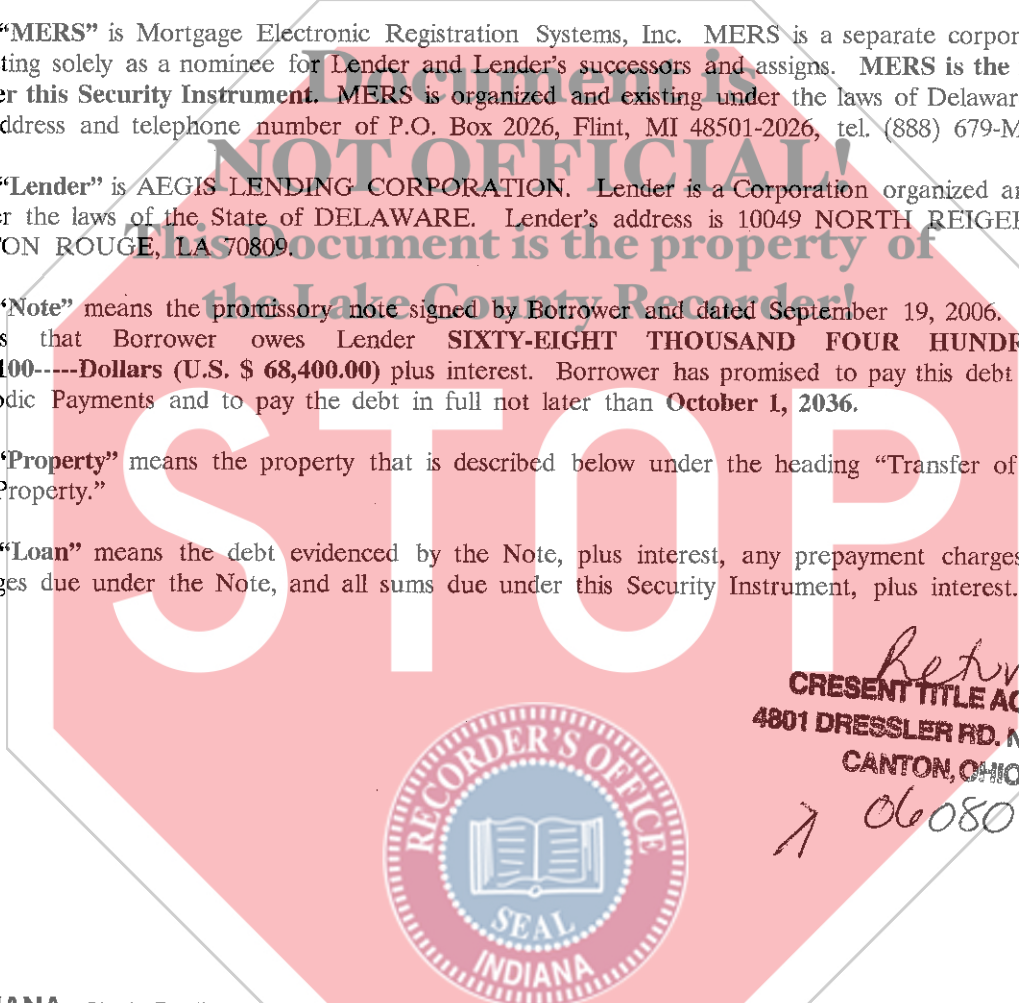 “MERS” is Mortgage Electronic Registration Systems, Inc. MERS is a separate corpor
ting solely as a nominee for Lender and Lender’s successors and assigns. MERS is the
er this Security Instrument. MERS is organized and existing under the laws of Delawar
ddress and telephone number of P.O. Box 2026, Flint, MI 48501-2026, tel. (888) 679-M
Document is
NOT OFFICIAL!
This Document is the property of
the Lake County Recorder!
“Lender” is AEGIS LENDING CORPORATION. Lender is a Corporation organized a
r the laws of the State of DELAWARE. Lender’s address is 10049 NORTH REIGE
ON ROUGE, LA 70809.
“Note” means the promissory note signed by Borrower and dated September 19, 2006.
s that Borrower owes Lender SIXTY-EIGHT THOUSAND FOUR HUNDR
100-----Dollars (U.S. $ 68,400.00) plus interest. Borrower has promised to pay this debt
odic Payments and to pay the debt in full not later than October 1, 2036.
“Property” means the property that is described below under the heading “Transfer of
Property.”
“Loan” means the debt evidenced by the Note, plus interest, any prepayment charges
ges due under the Note, and all sums due under this Security Instrument, plus interest.
STOP
Retur
CRESENT TITLE AG
4801 DRESSLER RD. N
CANTON, OHIO
06080
RECORDER'S OFFICE
SEAL
INDIANA